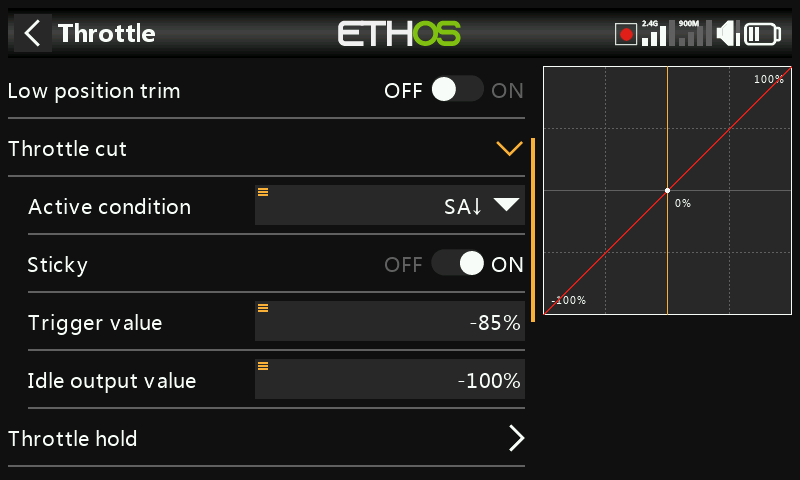 Throttle
ETHOS
2.4G 900M
Low position trim OFF ON
Throttle cut
Active condition SA↓
Sticky OFF ON
Trigger value -85%
Idle output value -100%
Throttle hold
100%
0%
-100%